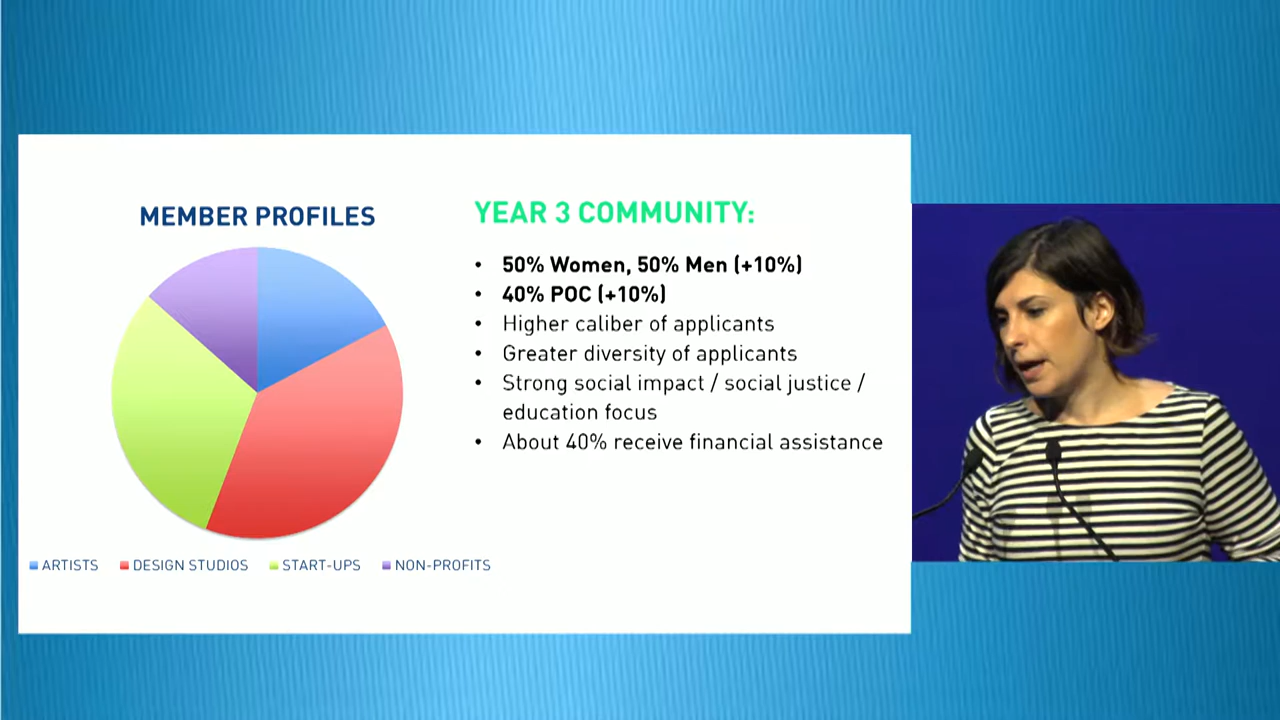 MEMBER PROFILES
ARTISTS
DESIGN STUDIOS
START-UPS
NON-PROFITS
YEAR 3 COMMUNITY:
• 50% Women, 50% Men (+10%)
• 40% POC (+10%)
• Higher caliber of applicants
• Greater diversity of applicants
• Strong social impact / social justice /
education focus
• About 40% receive financial assistance